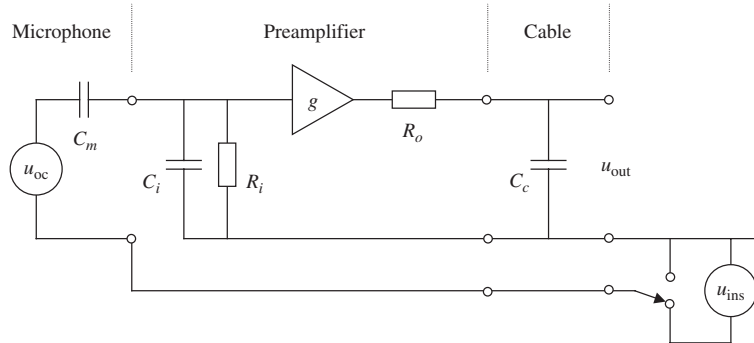 Microphone Preamplifier Cable
g
C_m R_o
u_oc C_i R_i C_c u_out
u_ins